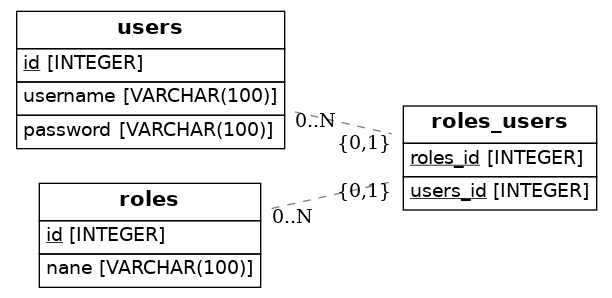 users
id [INTEGER]
username [VARCHAR(100)]
password [VARCHAR(100)]
0..N
{0,1}
roles_users
roles_id [INTEGER]
users_id [INTEGER]
roles
id [INTEGER]
nane [VARCHAR(100)]
{0,1}
0..N